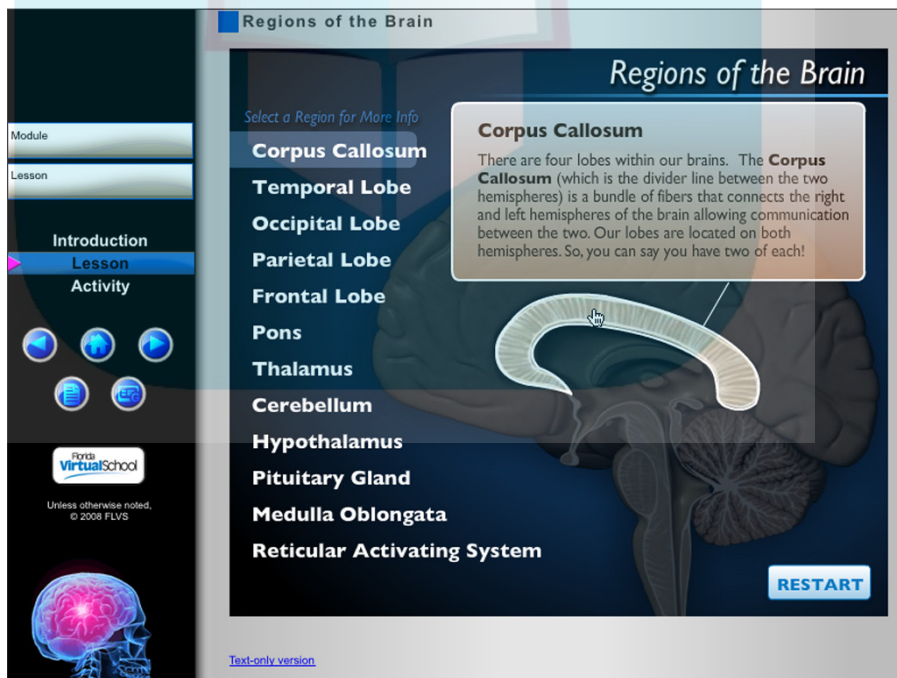 Regions of the Brain
Module
Lesson
Introduction
Lesson
Activity
Florida
VirtualSchool
Unless otherwise noted,
© 2008 FLVS
Regions of the Brain
Select a Region for More Info
Corpus Callosum
Temporal Lobe
Occipital Lobe
Parietal Lobe
Frontal Lobe
Pons
Thalamus
Cerebellum
Hypothalamus
Pituitary Gland
Medulla Oblongata
Reticular Activating System
Corpus Callosum
There are four lobes within our brains. The Corpus
Callosum (which is the divider line between the two
hemispheres) is a bundle of fibers that connects the right
and left hemispheres of the brain allowing communication
between the two. Our lobes are located on both
hemispheres. So, you can say you have two of each!
RESTART
Text-only version